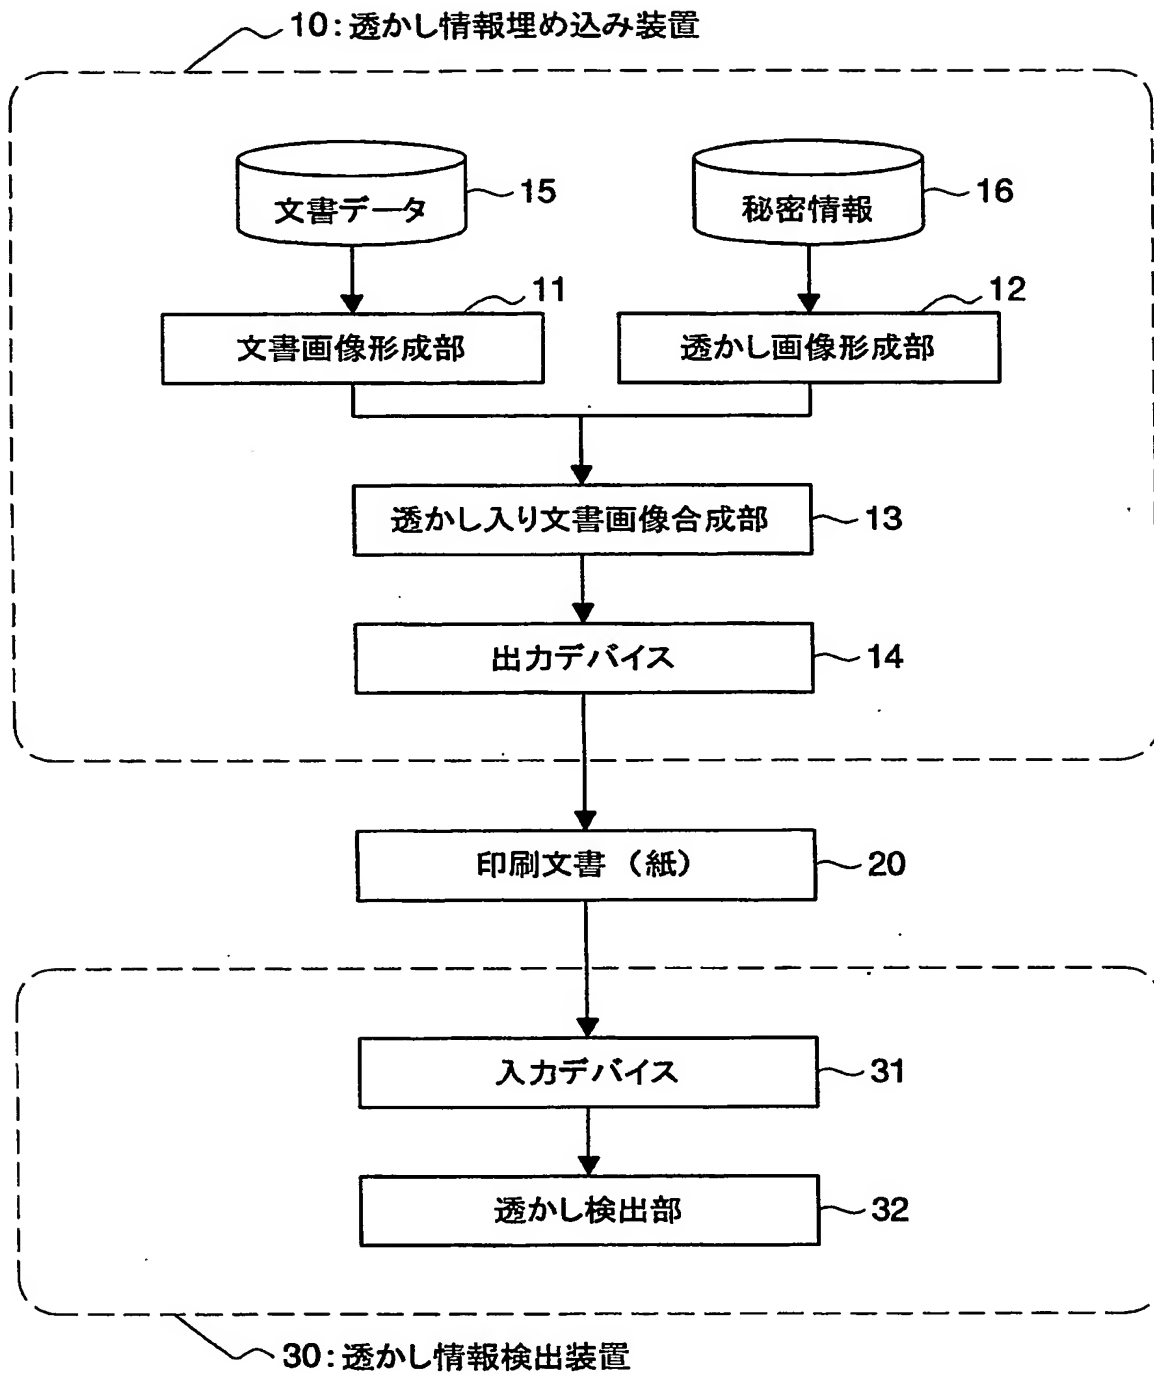 10：透かし情報埋め込み装置
文書データ
15
秘密情報
16
11
12
文書画像形成部
透かし画像形成部
透かし入り文書画像合成部
13
出力デバイス
14
印刷文書（紙）
20
入力デバイス
31
透かし検出部
32
30：透かし情報検出装置